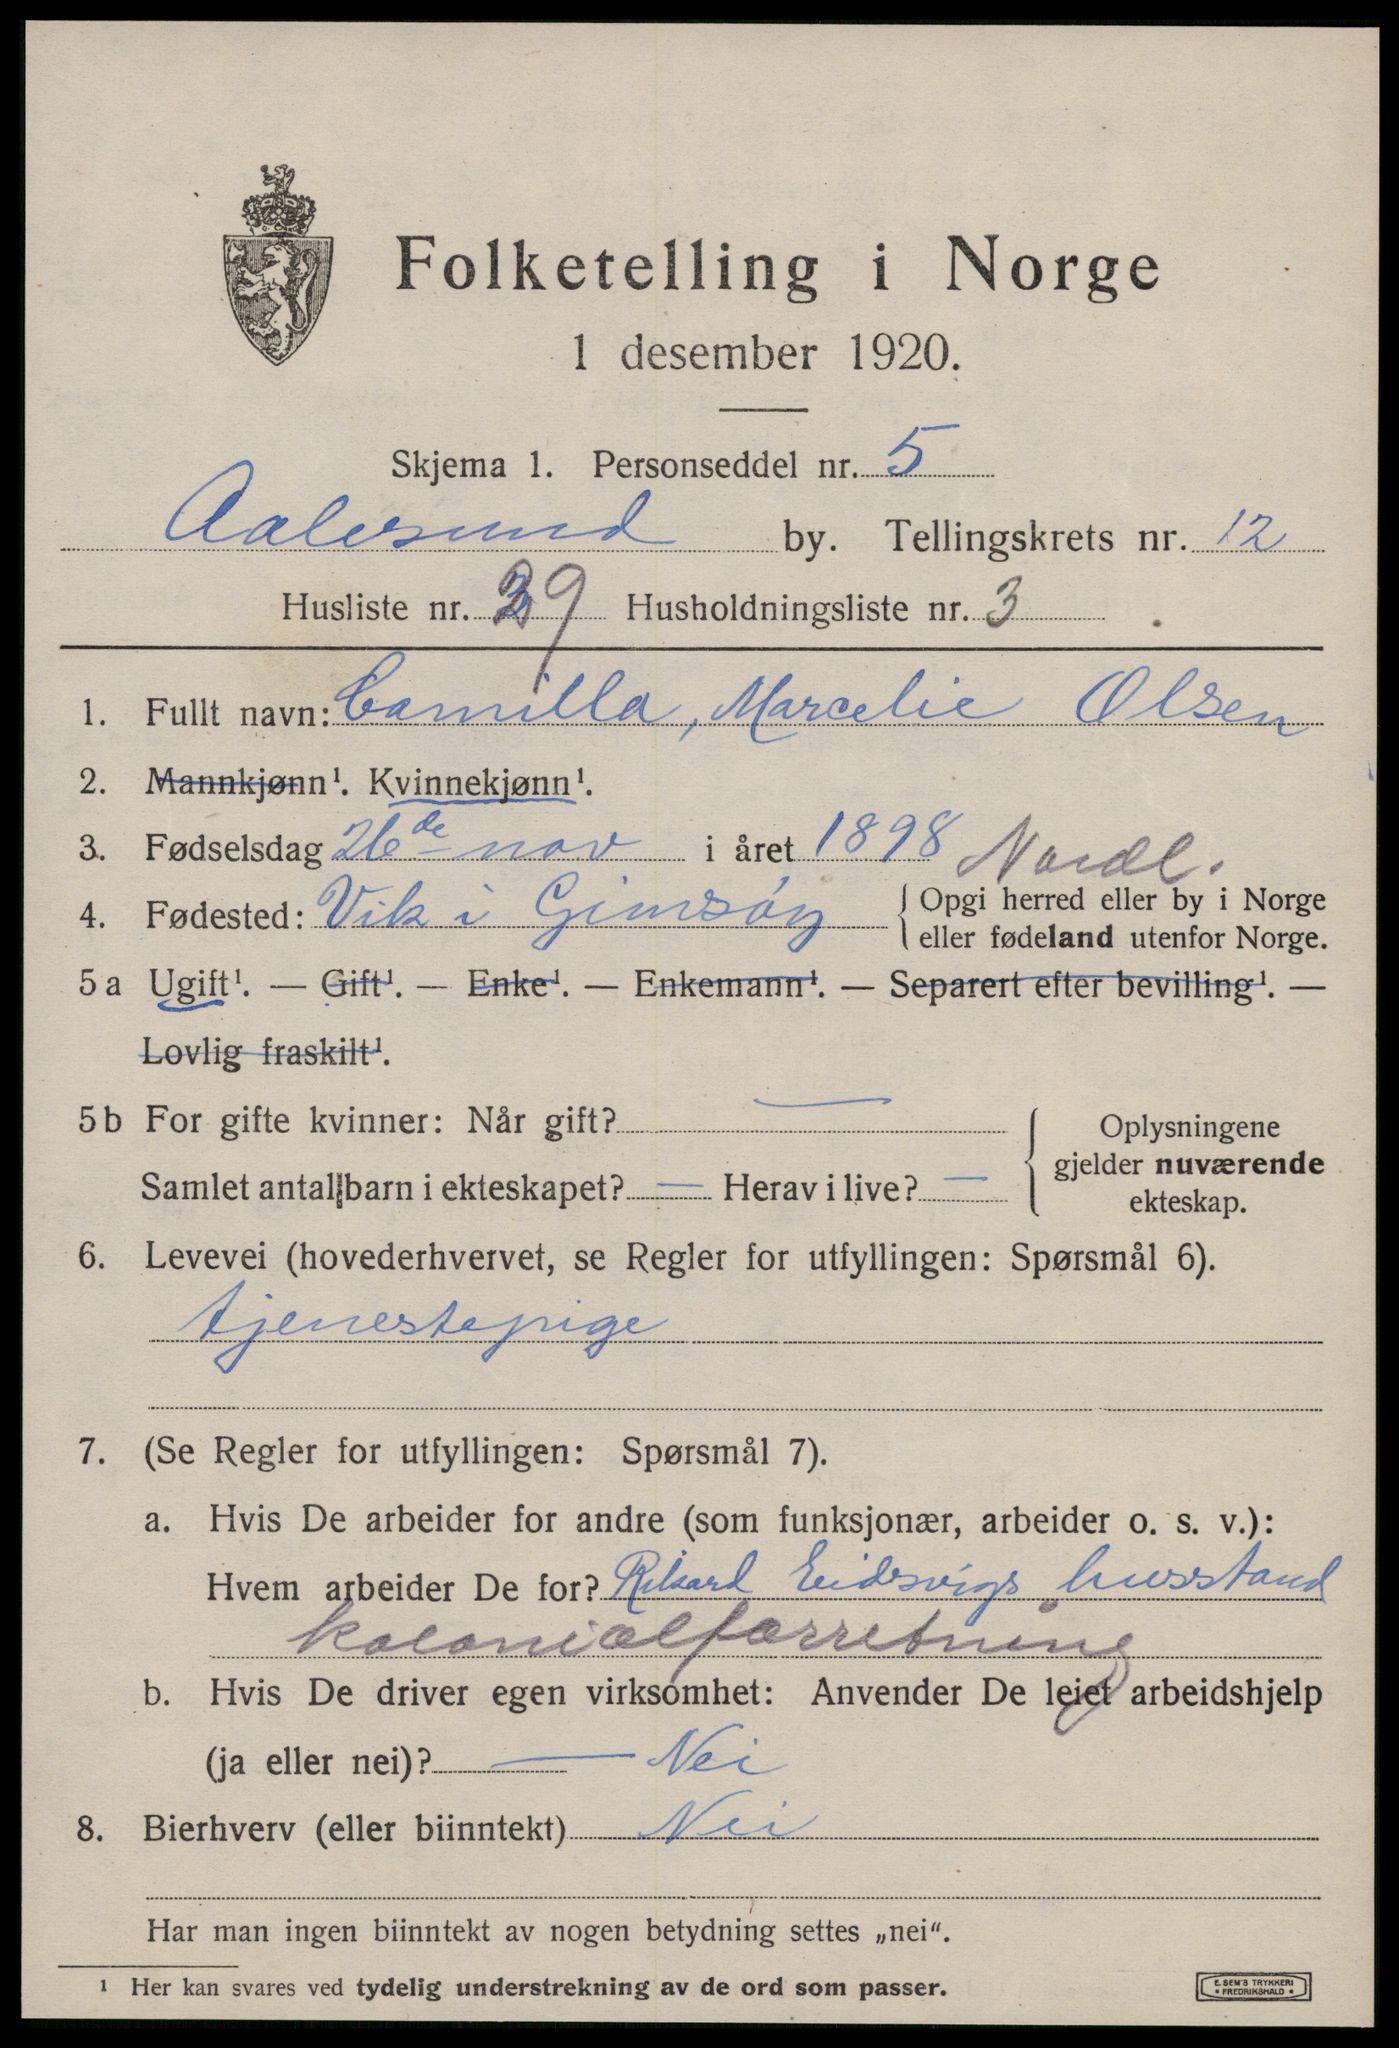 Folketelling i Norge
1 desember 1920.
Skjema 1. Personseddel nr. 5
Aalesund by. Tellingskrets nr. 12
Husliste nr. 39 Husholdningsliste nr. 3
1. Fullt navn: Camilla, Marcelie Olsen
2. Mannkjønn¹. Kvinnekjønn¹.
3. Fødselsdag 26de nov i året 1898 Nordl.
4. Fødested: Vik i Gimsöy { Opgi herred eller by i Norge
eller fødeland utenfor Norge.
5 a Ugift¹. — Gift¹. — Enke¹. — Enkemann¹. — Separert efter bevilling¹. —
Lovlig fraskilt¹.
5 b For gifte kvinner: Når gift? —
Samlet antal barn i ekteskapet? — Herav i live? —
Oplysningene
gjelder nuværende
ekteskap.
6. Levevei (hovederhvervet, se Regler for utfyllingen: Spørsmål 6).
tjenestepige
7. (Se Regler for utfyllingen: Spørsmål 7).
a. Hvis De arbeider for andre (som funksjonær, arbeider o. s. v.):
Hvem arbeider De for? Rikard Eidsvigs husstand
kolonialforretning
b. Hvis De driver egen virksomhet: Anvender De leiet arbeidshjelp
(ja eller nei)? — Nei
8. Bierhverv (eller biinntekt) Nei
Har man ingen biinntekt av nogen betydning settes „nei“.
¹ Her kan svares ved tydelig understrekning av de ord som passer.
E. SEM'S TRYKKERI
• FREDRIKSHALD •